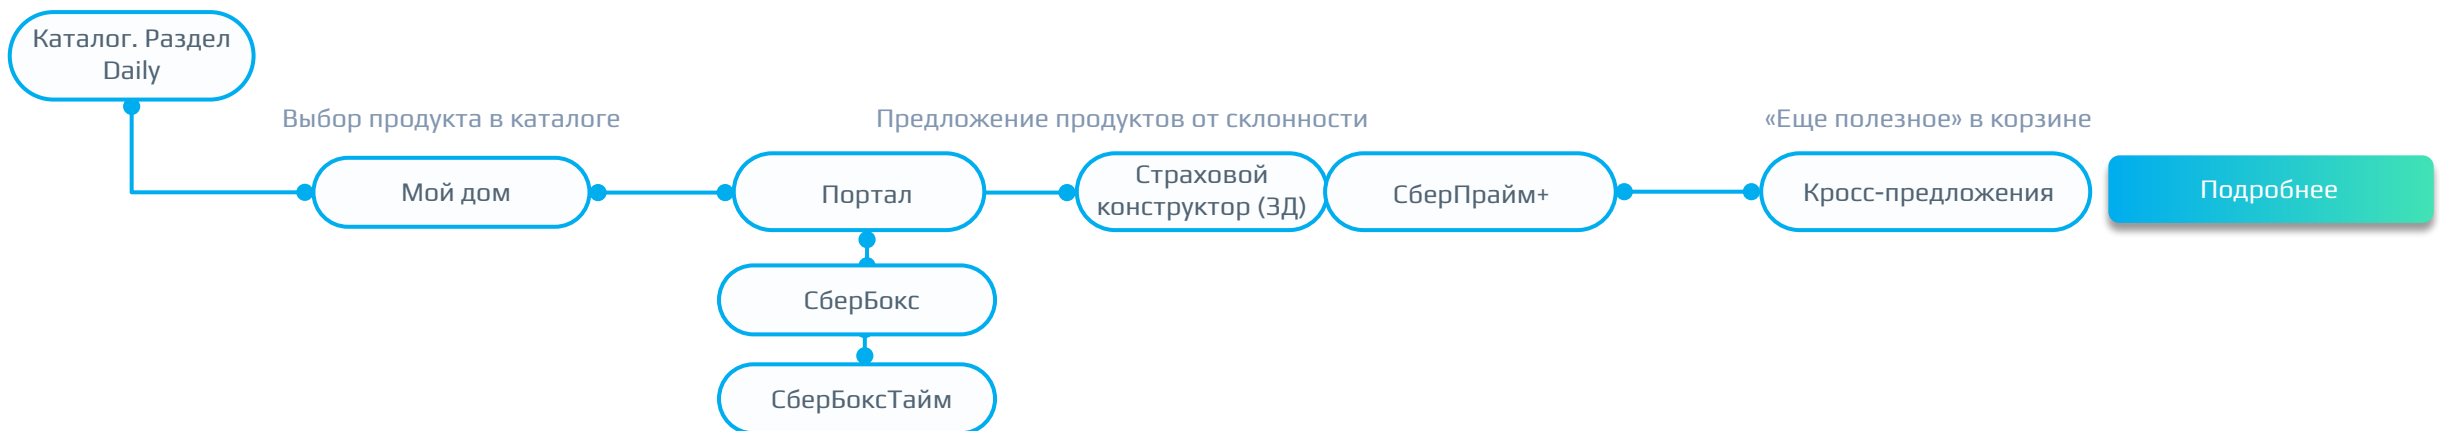 Каталог. Раздел
Daily
Выбор продукта в каталоге
Предложение продуктов от склонности
«Еще полезное» в корзине
Мой дом
Портал
Страховой
конструктор (ЗД)
СберПрайм+
Кросс-предложения
Подробнее
СберБокс
СберБоксТайм